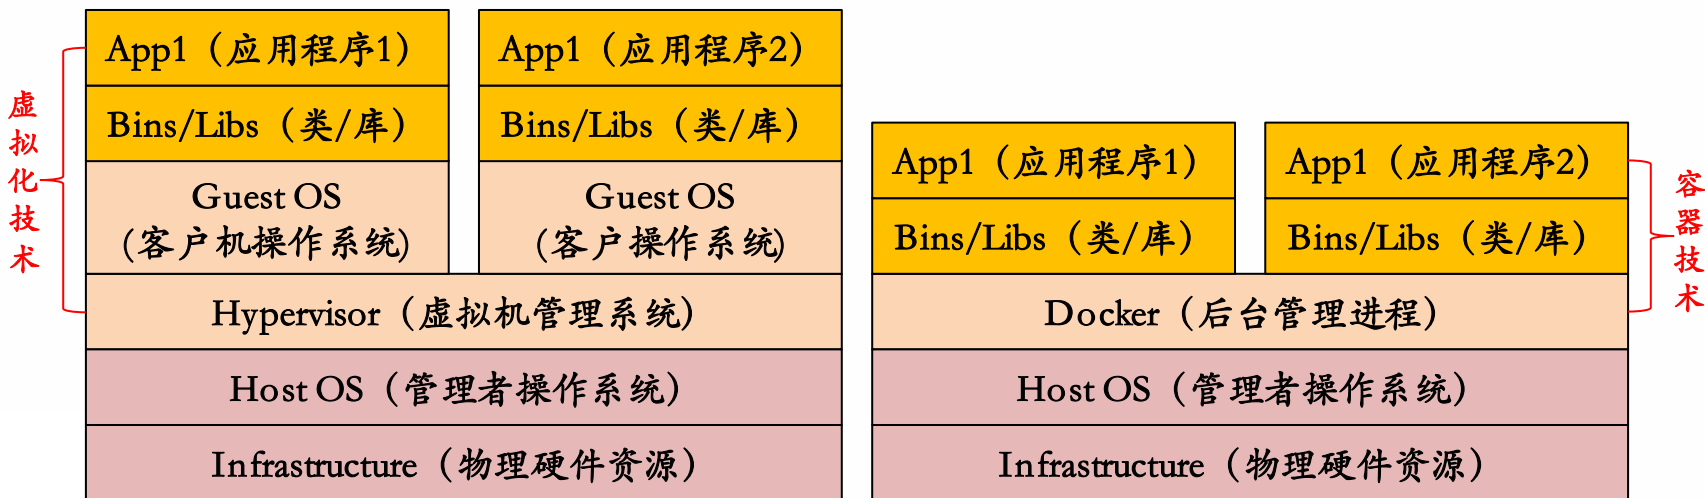 虚拟化技术
App1（应用程序1）
Bins/Libs（类/库）
Guest OS
(客户机操作系统)
App1（应用程序2）
Bins/Libs（类/库）
Guest OS
(客户操作系统)
Hypervisor（虚拟机管理系统）
Host OS（管理者操作系统）
Infrastructure（物理硬件资源）
App1（应用程序1）
Bins/Libs（类/库）
App1（应用程序2）
Bins/Libs（类/库）
Docker（后台管理进程）
Host OS（管理者操作系统）
Infrastructure（物理硬件资源）
容器技术